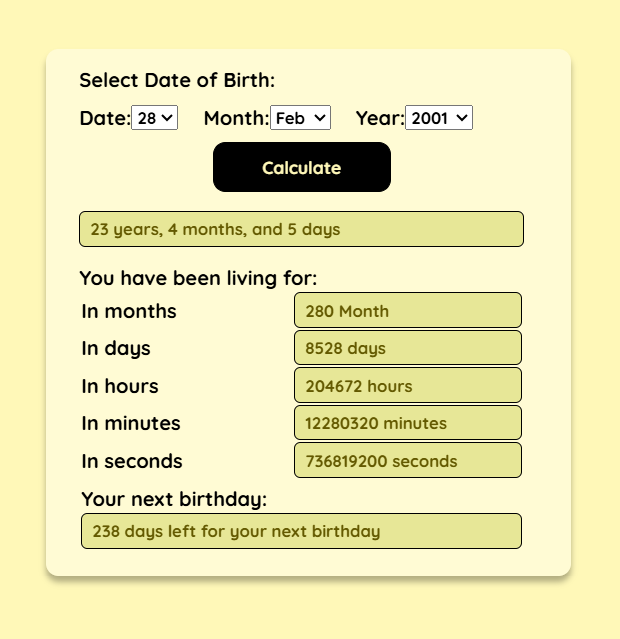 Select Date of Birth:
Date: 28 Month: Feb Year: 2001
Calculate
23 years, 4 months, and 5 days
You have been living for:
In months 280 Month
In days 8528 days
In hours 204672 hours
In minutes 12280320 minutes
In seconds 736819200 seconds
Your next birthday:
238 days left for your next birthday